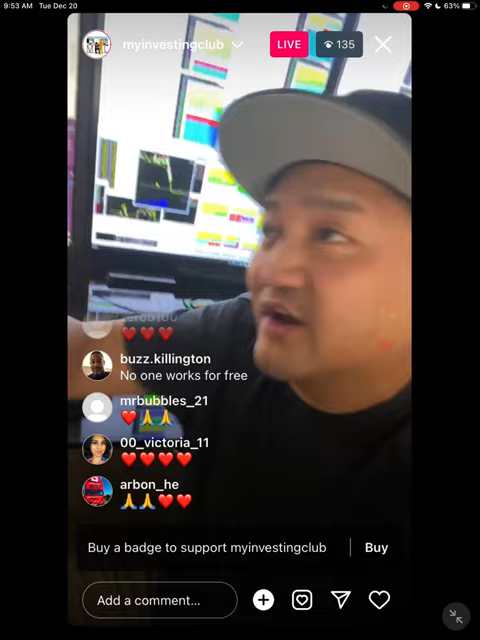 9:53 AM Tue Dec 20
63%
myinvestingclub
LIVE
135
buzz.killington
No one works for free
mrbubbles_21
❤️🙏🙏
00_victoria_11
❤️❤️❤️❤️
arbon_he
🙏🙏❤️❤️
Buy a badge to support myinvestingclub
Buy
Add a comment...